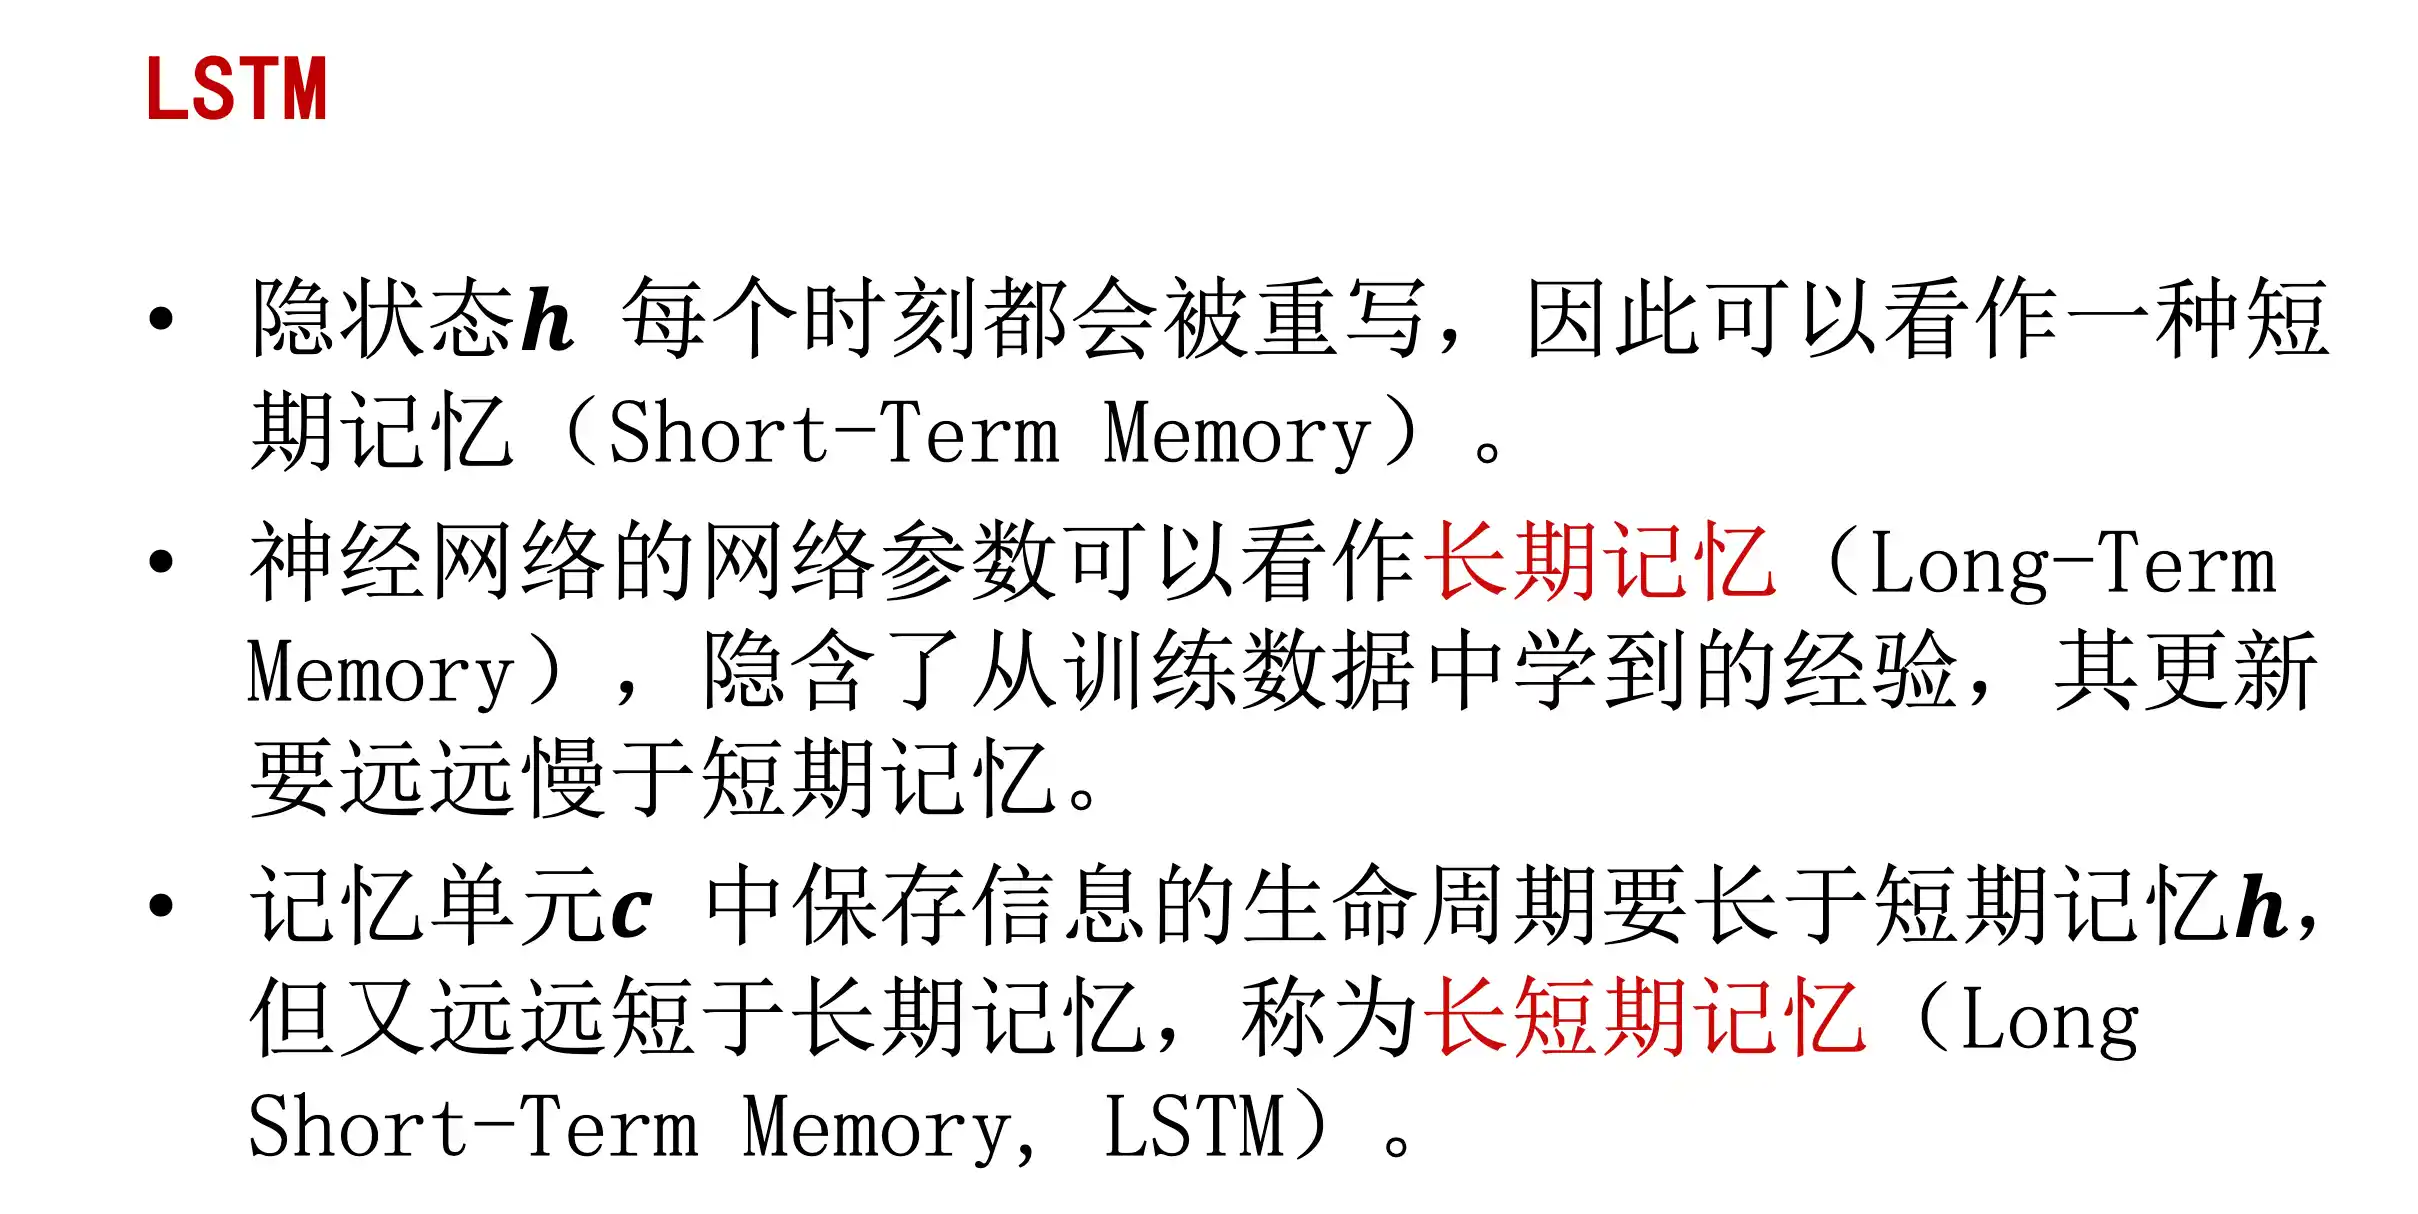 LSTM
• 隐状态h 每个时刻都会被重写，因此可以看作一种短
期记忆（Short-Term Memory）。
• 神经网络的网络参数可以看作长期记忆（Long-Term
Memory），隐含了从训练数据中学到的经验，其更新
要远远慢于短期记忆。
• 记忆单元c 中保存信息的生命周期要长于短期记忆h，
但又远远短于长期记忆，称为长短期记忆（Long
Short-Term Memory, LSTM）。